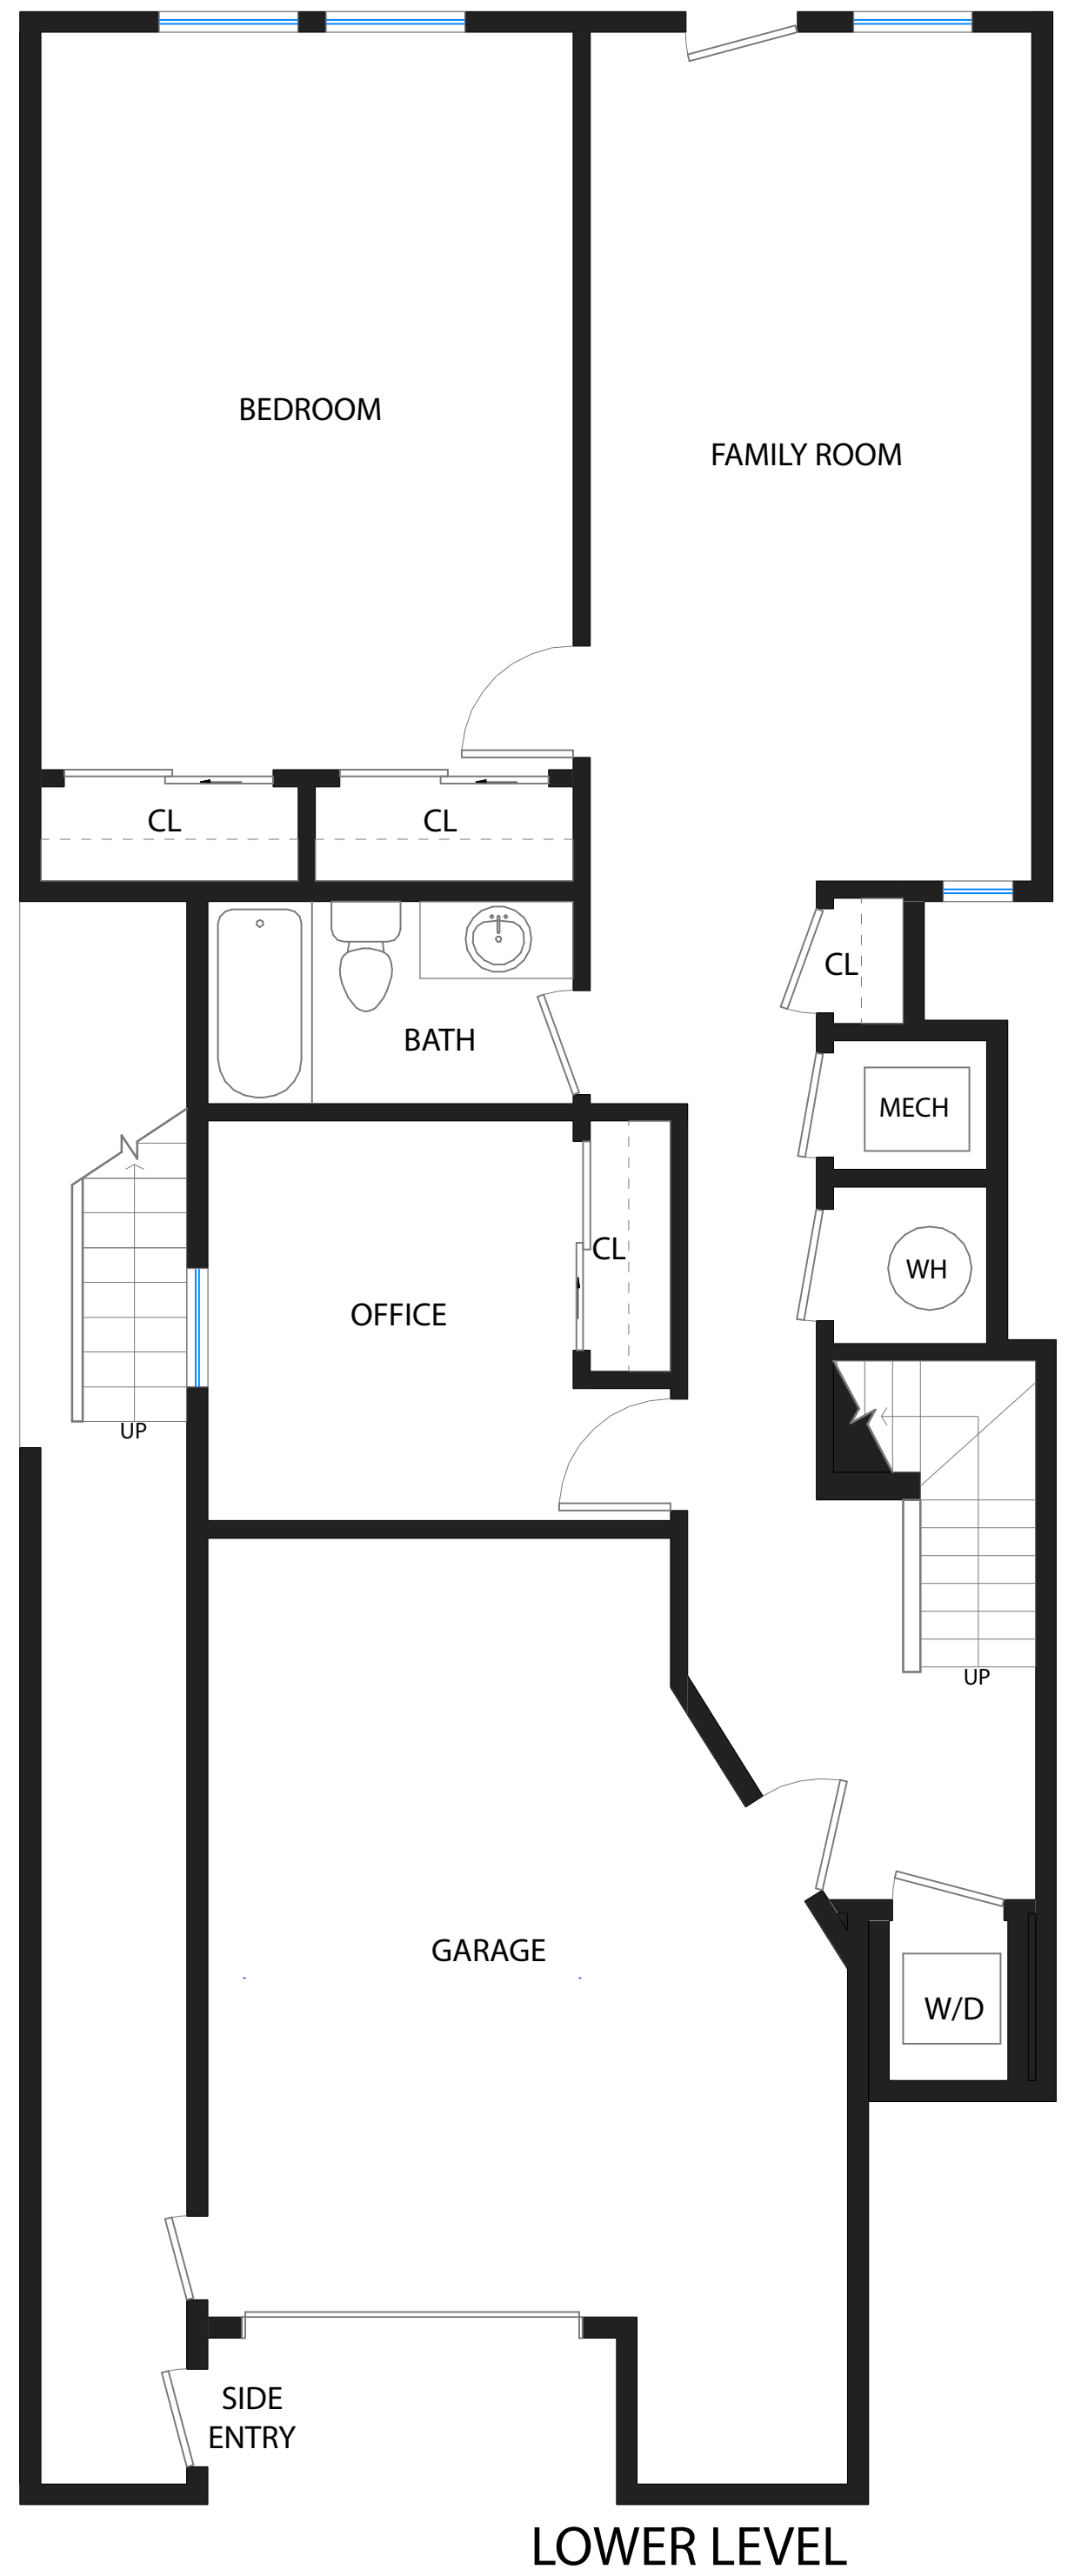 BEDROOM
FAMILY ROOM
CL
CL
CL
BATH
MECH
CL
WH
OFFICE
UP
UP
GARAGE
W/D
SIDE
ENTRY
LOWER LEVEL